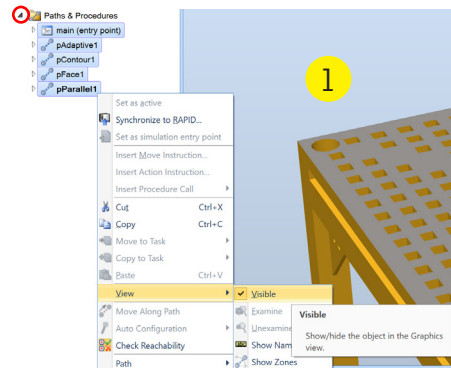 Paths & Procedures
main (entry point)
pAdaptive1
pContour1
pFace1
pParallel1
1
Set as active
Synchronize to RAPID...
Set as simulation entry point
Insert Move Instruction...
Insert Action Instruction...
Insert Procedure Call
Cut Ctrl+X
Copy Ctrl+C
Move to Task
Copy to Task
Paste Ctrl+V
View
Visible
Move Along Path
Examine
Visible
Auto Configuration
Unexamine
Show/hide the object in the Graphics
view.
Check Reachability
Show Nam
Path
Show Zones